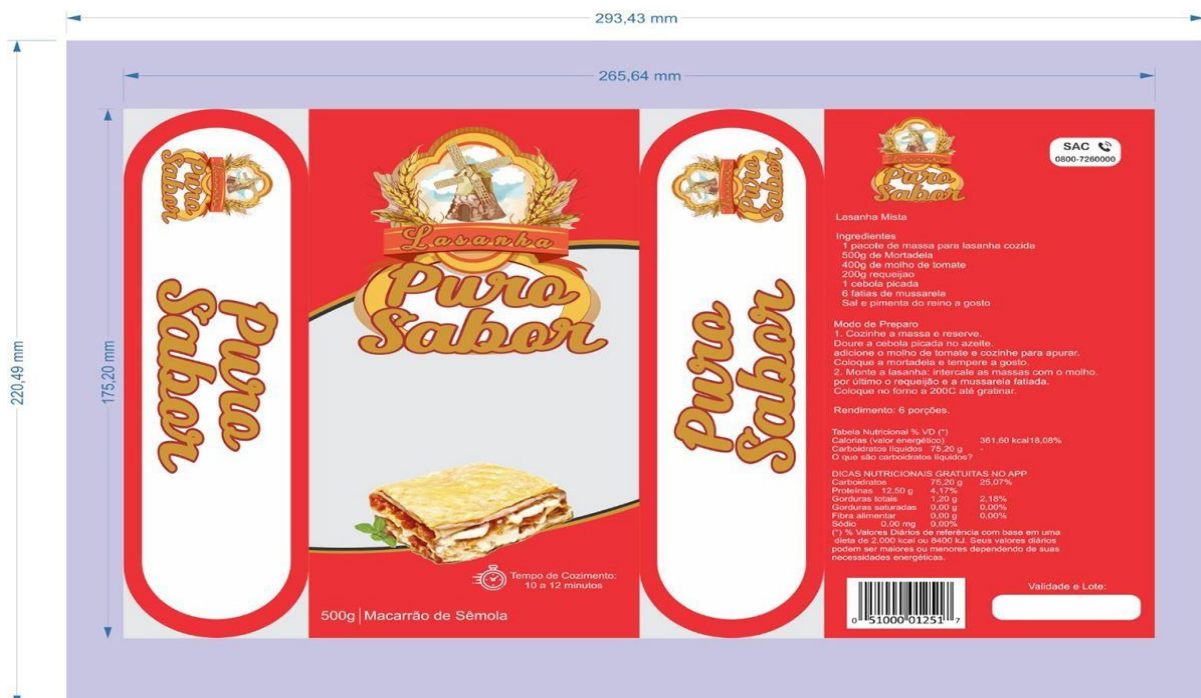 293,43 mm
265,64 mm
220,49 mm
175,20 mm
Puro
Sabor
Puro
Sabor
Lasanha
Puro
Sabor
Tempo de Cozimento:
10 a 12 minutos
500g | Macarrão de Sêmola
Puro
Sabor
Puro
Sabor
Puro
Sabor
SAC
0800-7260000
Lasanha Mista
Ingredientes
1 pacote de massa para lasanha cozida
500g de Mortadela
400g de molho de tomate
200g requeijao
1 cebola picada
6 fatias de mussarela
Sal e pimenta do reino a gosto
Modo de Preparo
1. Cozinhe a massa e reserve.
Doure a cebola picada no azeite.
adicione o molho de tomate e cozinhe para apurar.
Coloque a mortadela e tempere a gosto.
2. Monte a lasanha: intercale as massas com o molho.
por último o requeijão e a mussarela fatiada.
Coloque no forno a 200C até gratinar.
Rendimento: 6 porções.
Tabela Nutricional % VD (*)
Calorias (valor energético) 361,60 kcal18,08%
Carboidratos líquidos 75,20 g -
O que são carboidratos líquidos?
DICAS NUTRICIONAIS GRATUITAS NO APP
Carboidratos 75,20 g 25,07%
Proteínas 12,50 g 4,17%
Gorduras totais 1,20 g 2,18%
Gorduras saturadas 0,00 g 0,00%
Fibra alimentar 0,00 g 0,00%
Sódio 0,00 mg 0,00%
(*) % Valores Diários de referência com base em uma
dieta de 2.000 kcal ou 8400 kJ. Seus valores diários
podem ser maiores ou menores dependendo de suas
necessidades energéticas.
0 51000 01251 7
Validade e Lote: